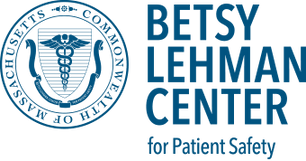 COMMONWEALTH OF MASSACHUSETTS
BETSY
LEHMAN
CENTER
for Patient Safety